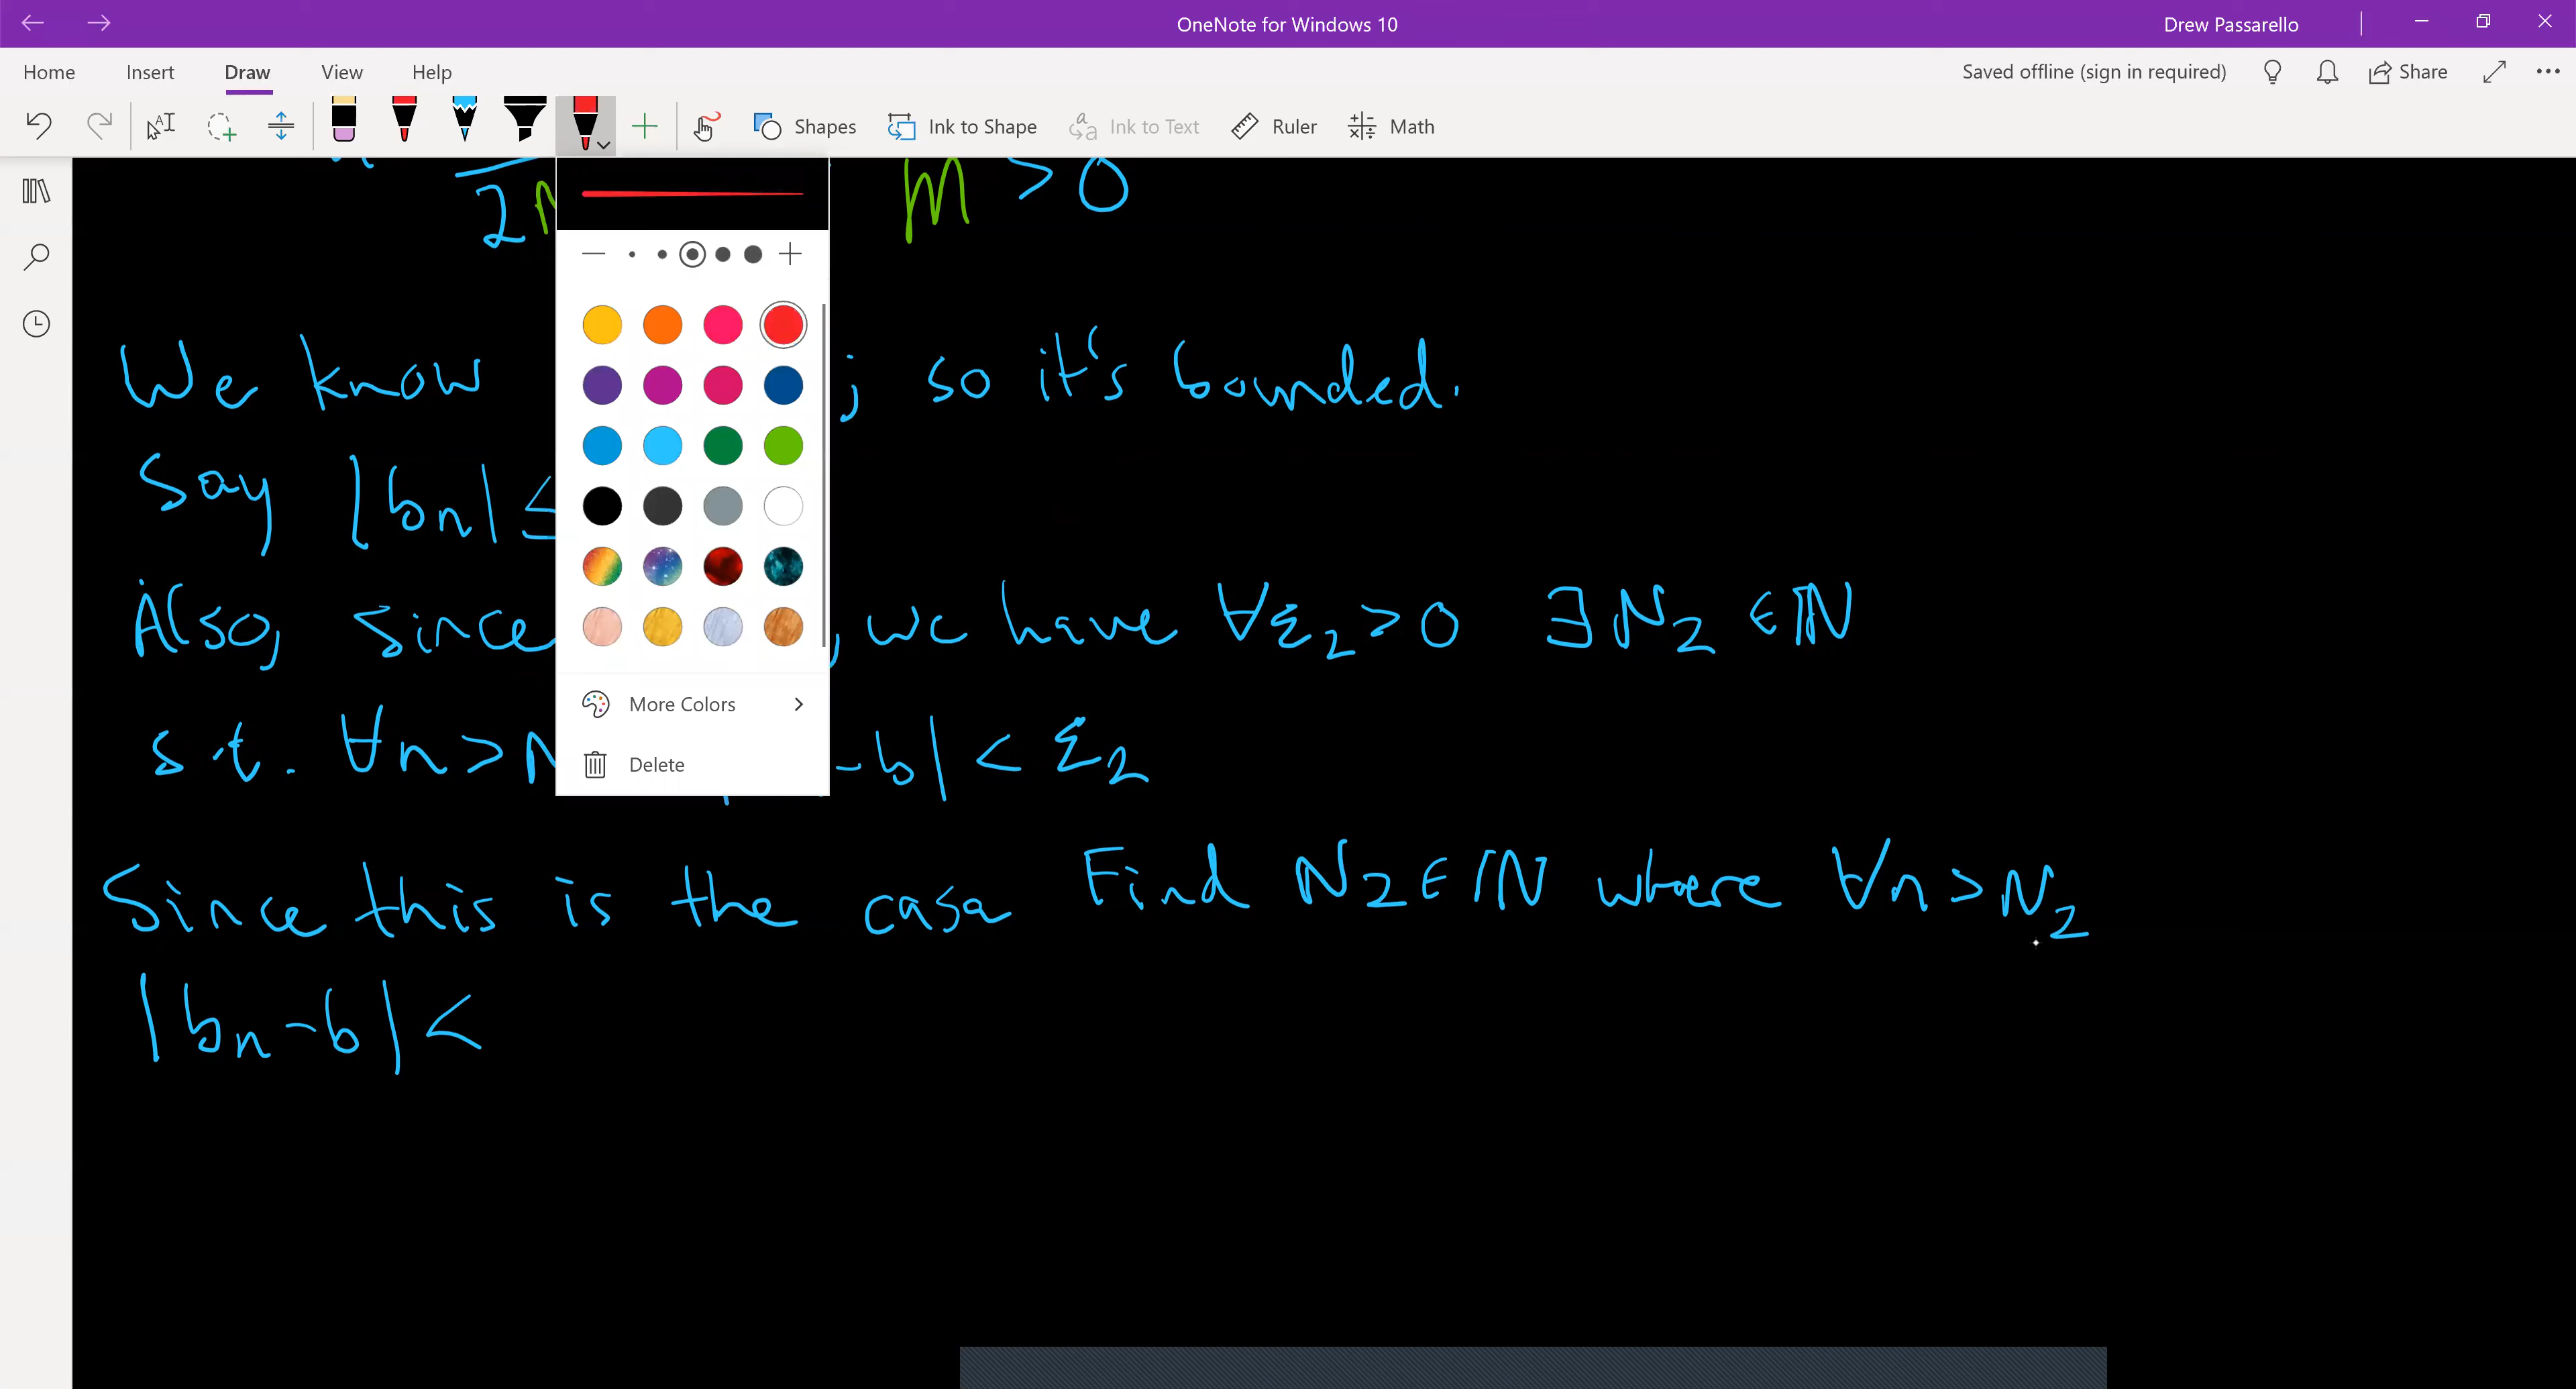 OneNote for Windows 10
Drew Passarello
Home Insert Draw View Help
Saved offline (sign in required) Share
Shapes Ink to Shape Ink to Text Ruler Math
2 M > 0
We know ; so it's bounded.
Say |bn| ≤
Also, since , we have ∀ε2 > 0 ∃ N2 ∈ ℕ
s.t. ∀n > N -b| < ε2
More Colors
Delete
Since this is the casa Find N2 ∈ ℕ where ∀n > N2
|bn - b| <